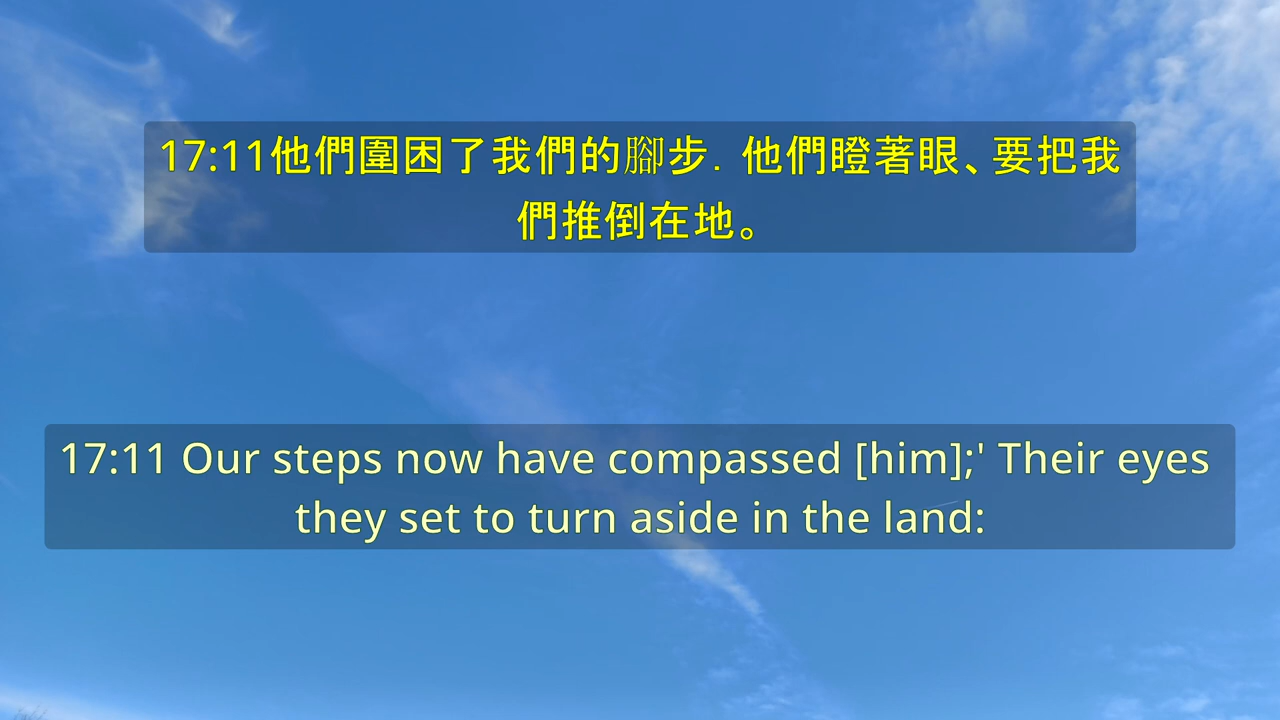 17:11他們圍困了我們的腳步．他們瞪著眼、要把我
們推倒在地。
17:11 Our steps now have compassed [him];' Their eyes
they set to turn aside in the land: